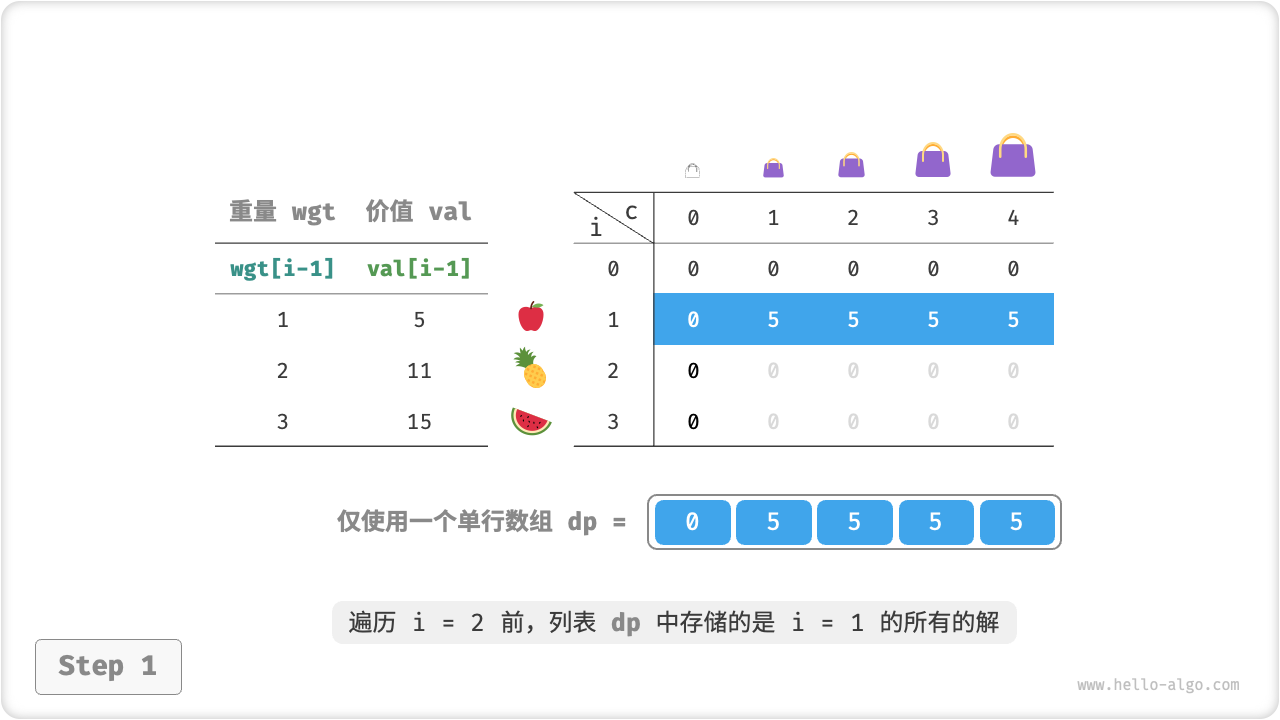 重量 wgt 价值 val
wgt[i-1] val[i-1]
1 5
2 11
3 15
c
i
0 1 2 3 4
0 0 0 0 0 0
1 0 5 5 5 5
2 0 0 0 0 0
3 0 0 0 0 0
仅使用一个单行数组 dp = 0 5 5 5 5
遍历 i = 2 前，列表 dp 中存储的是 i = 1 的所有的解
Step 1
www.hello-algo.com